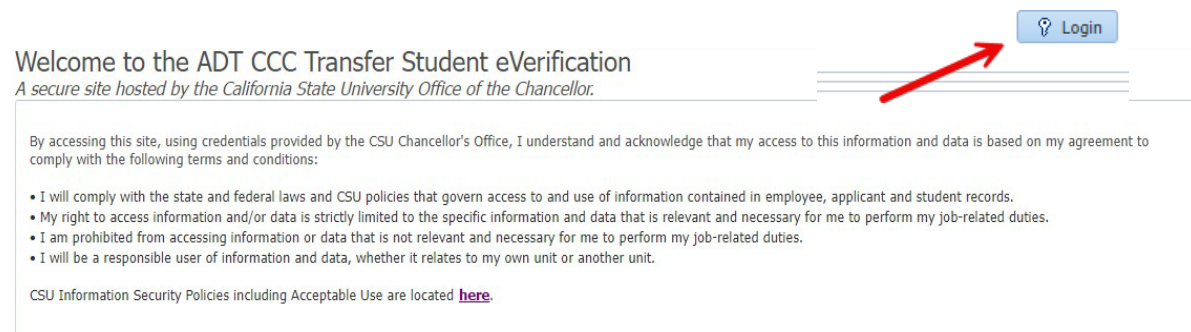 Login
Welcome to the ADT CCC Transfer Student eVerification
A secure site hosted by the California State University Office of the Chancellor.
By accessing this site, using credentials provided by the CSU Chancellor's Office, I understand and acknowledge that my access to this information and data is based on my agreement to
comply with the following terms and conditions:
• I will comply with the state and federal laws and CSU policies that govern access to and use of information contained in employee, applicant and student records.
• My right to access information and/or data is strictly limited to the specific information and data that is relevant and necessary for me to perform my job-related duties.
• I am prohibited from accessing information or data that is not relevant and necessary for me to perform my job-related duties.
• I will be a responsible user of information and data, whether it relates to my own unit or another unit.
CSU Information Security Policies including Acceptable Use are located here.